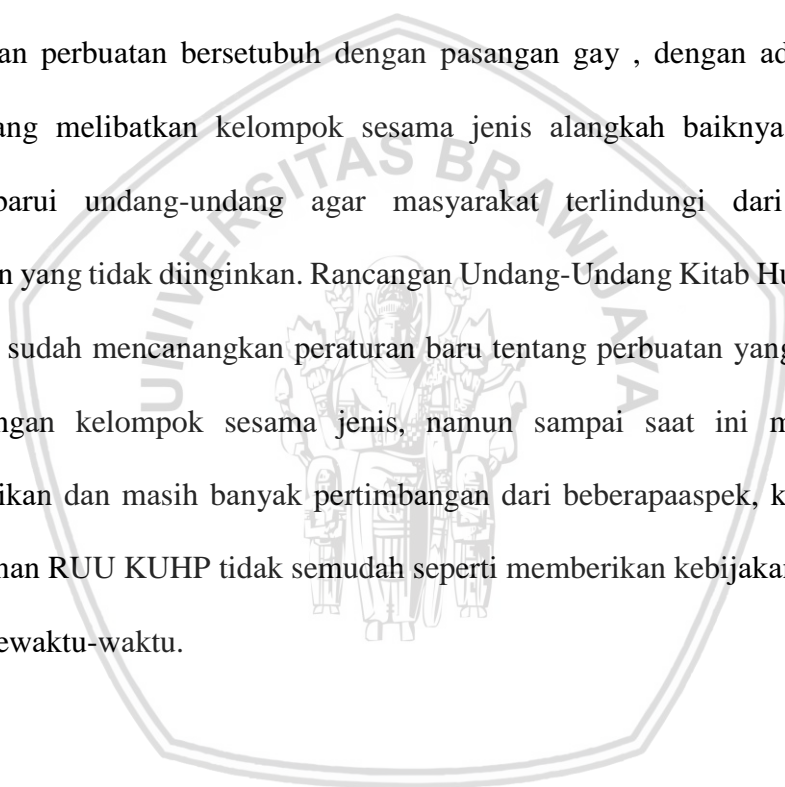 an perbuatan bersetubuh dengan pasangan gay , dengan ad
ang melibatkan kelompok sesama jenis alangkah baiknya
barui undang-undang agar masyarakat terlindungi dari
n yang tidak diinginkan. Rancangan Undang-Undang Kitab Hu
sudah mencanangkan peraturan baru tentang perbuatan yang
ngan kelompok sesama jenis, namun sampai saat ini m
ikan dan masih banyak pertimbangan dari beberapaaspek, k
nan RUU KUHP tidak semudah seperti memberikan kebijakan
ewaktu-waktu.
UNIVERSITAS BRAWIJAYA